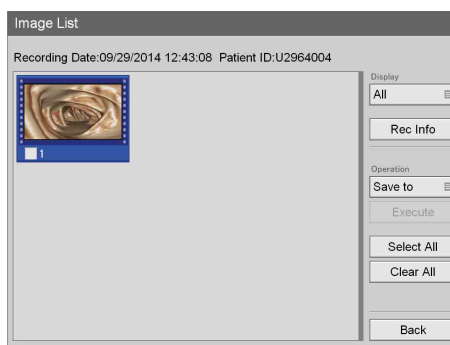 Image List
Recording Date:09/29/2014 12:43:08 Patient ID:U2964004
Display
All
Rec Info
1
Operation
Save to
Execute
Select All
Clear All
Back